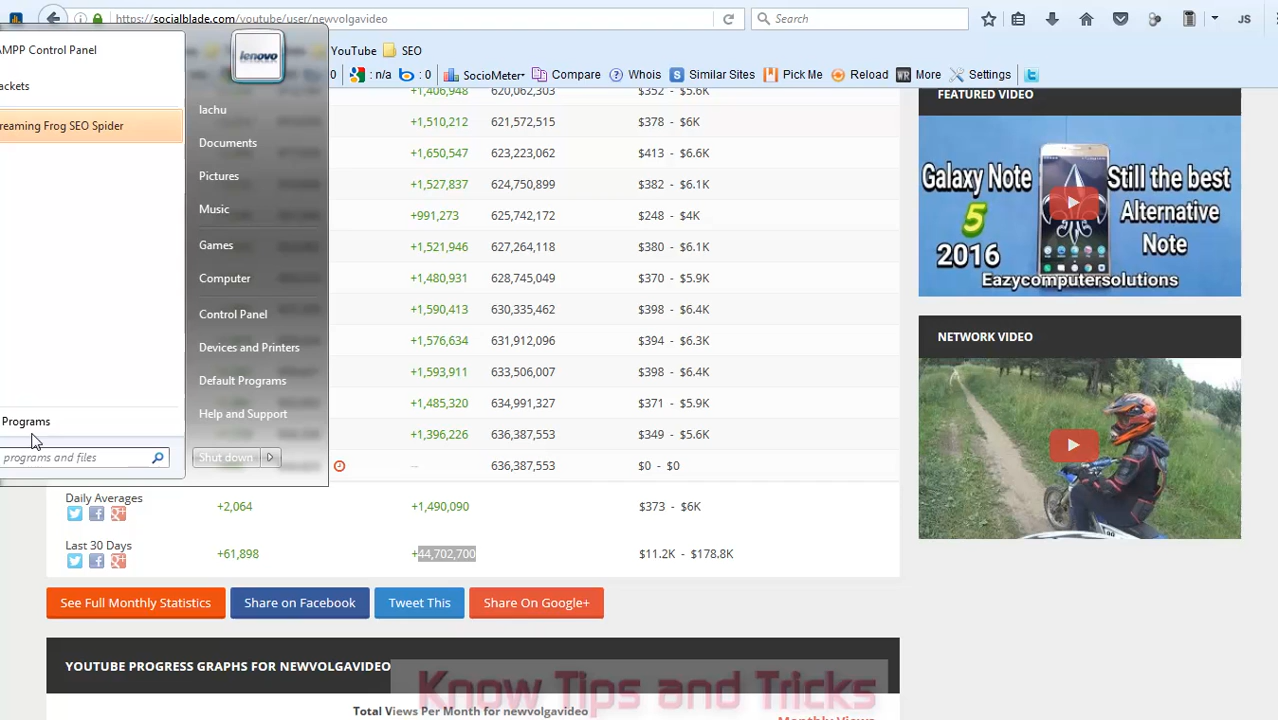 https://socialblade.com/youtube/user/newvolgavideo
Search
JS
AMPP Control Panel
ackets
reaming Frog SEO Spider
Programs
programs and files
lenovo
lachu
Documents
Pictures
Music
Games
Computer
Control Panel
Devices and Printers
Default Programs
Help and Support
Shut down
YouTube SEO
0 : n/a : 0 SocioMeter Compare Whois Similar Sites Pick Me Reload WR More Settings
+1,406,948 620,062,303 $352 - $5.6K
+1,510,212 621,572,515 $378 - $6K
+1,650,547 623,223,062 $413 - $6.6K
+1,527,837 624,750,899 $382 - $6.1K
+991,273 625,742,172 $248 - $4K
+1,521,946 627,264,118 $380 - $6.1K
+1,480,931 628,745,049 $370 - $5.9K
+1,590,413 630,335,462 $398 - $6.4K
+1,576,634 631,912,096 $394 - $6.3K
+1,593,911 633,506,007 $398 - $6.4K
+1,485,320 634,991,327 $371 - $5.9K
+1,396,226 636,387,553 $349 - $5.6K
-- 636,387,553 $0 - $0
Daily Averages +2,064 +1,490,090 $373 - $6K
Last 30 Days +61,898 +44,702,700 $11.2K - $178.8K
See Full Monthly Statistics Share on Facebook Tweet This Share On Google+
YOUTUBE PROGRESS GRAPHS FOR NEWVOLGAVIDEO
Know Tips and Tricks
Total Views Per Month for newvolgavideo
Monthly Views
FEATURED VIDEO
Galaxy Note
5
2016
Still the best
Alternative
Note
Eazycomputersolutions
NETWORK VIDEO